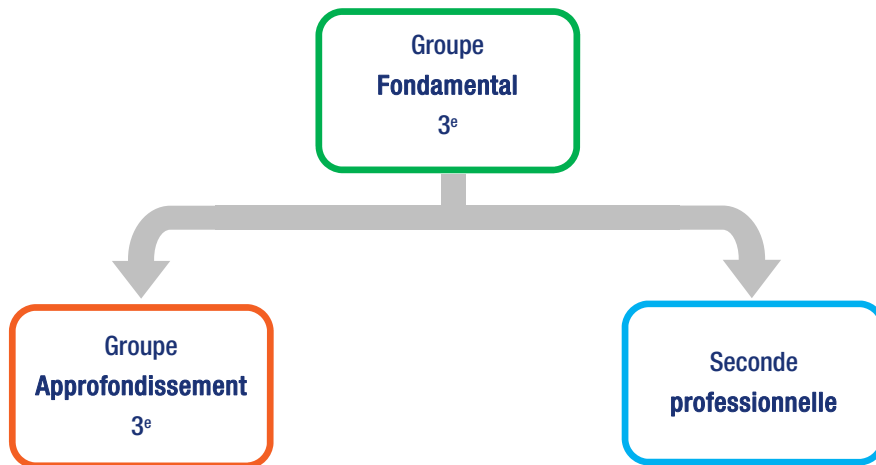 Groupe
Fondamental
3e
Groupe
Approfondissement
3e
Seconde
professionnelle